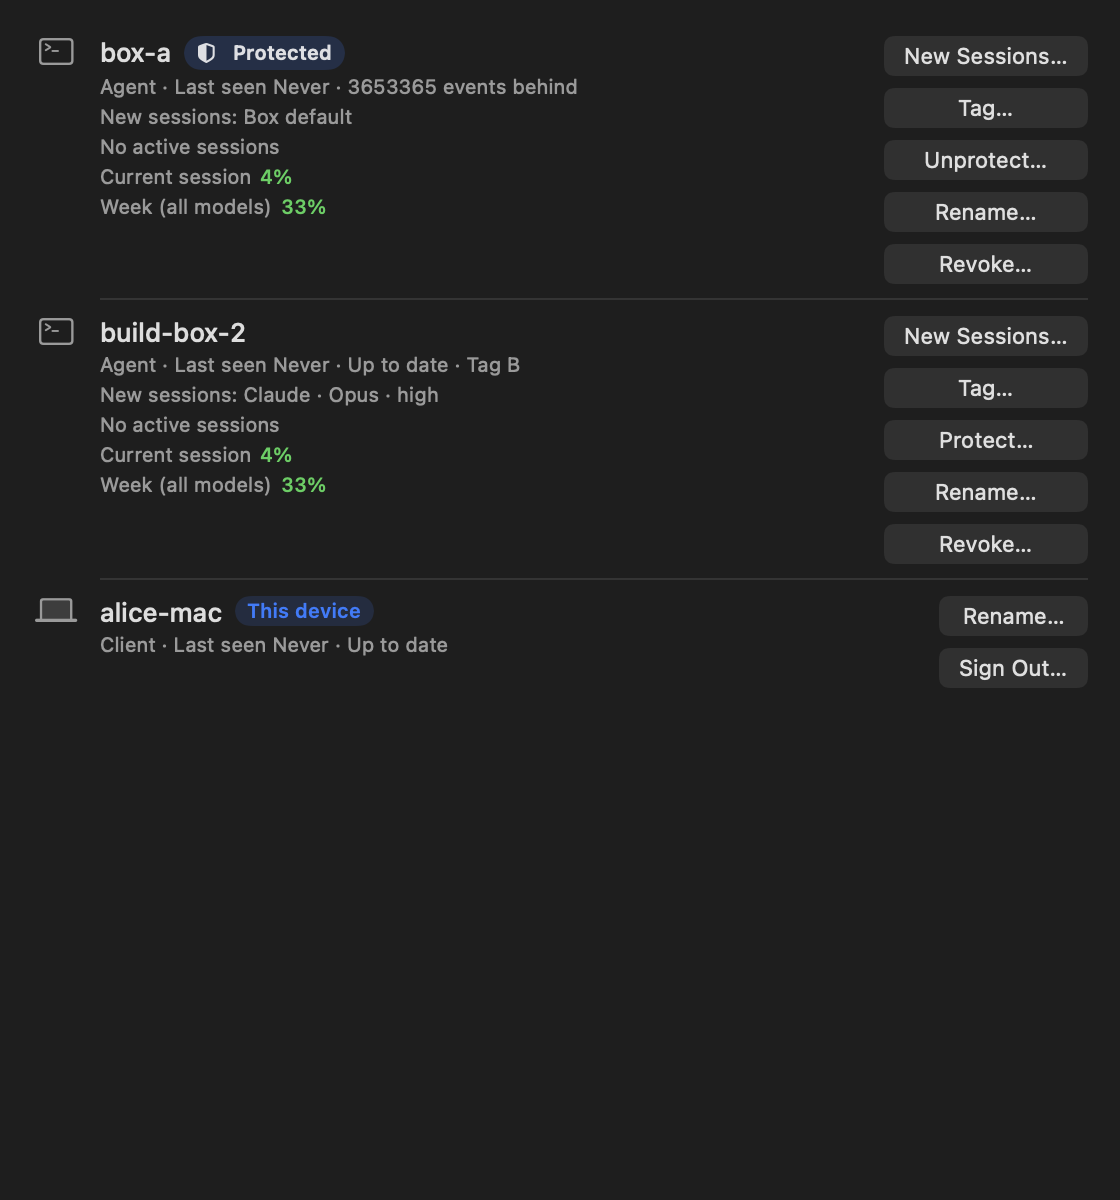 box-a Protected
Agent · Last seen Never · 3653365 events behind
New sessions: Box default
No active sessions
Current session 4%
Week (all models) 33%
New Sessions...
Tag...
Unprotect...
Rename...
Revoke...
build-box-2
Agent · Last seen Never · Up to date · Tag B
New sessions: Claude · Opus · high
No active sessions
Current session 4%
Week (all models) 33%
New Sessions...
Tag...
Protect...
Rename...
Revoke...
alice-mac This device
Client · Last seen Never · Up to date
Rename...
Sign Out...